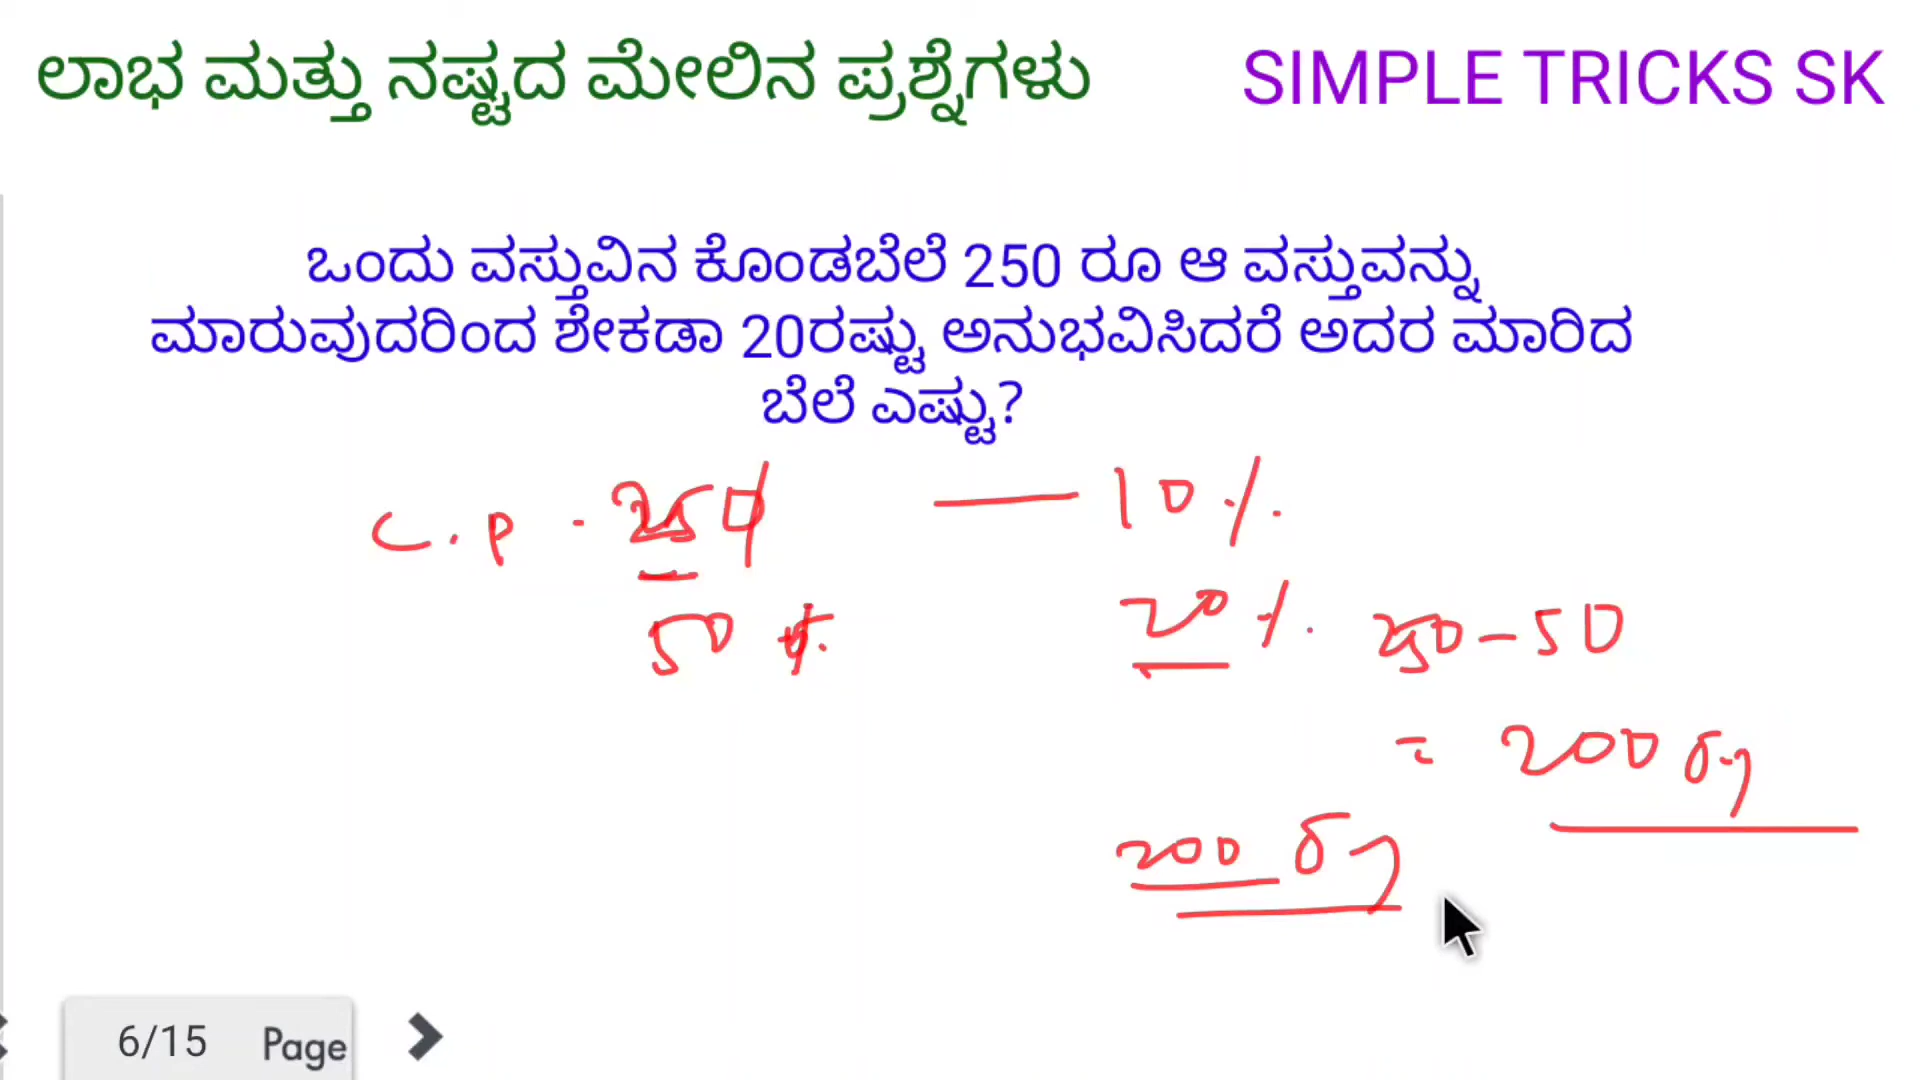 ಲಾಭ ಮತ್ತು ನಷ್ಟದ ಮೇಲಿನ ಪ್ರಶ್ನೆಗಳು SIMPLE TRICKS SK
ಒಂದು ವಸ್ತುವಿನ ಕೊಂಡಬೆಲೆ 250 ರೂ ಆ ವಸ್ತುವನ್ನು
ಮಾರುವುದರಿಂದ ಶೇಕಡಾ 20ರಷ್ಟು ಅನುಭವಿಸಿದರೆ ಅದರ ಮಾರಿದ
ಬೆಲೆ ಎಷ್ಟು?
C.P. 250 — 10%.
50 20%. 250-50
= 200 ರೂ
200 ರೂ
6/15 Page